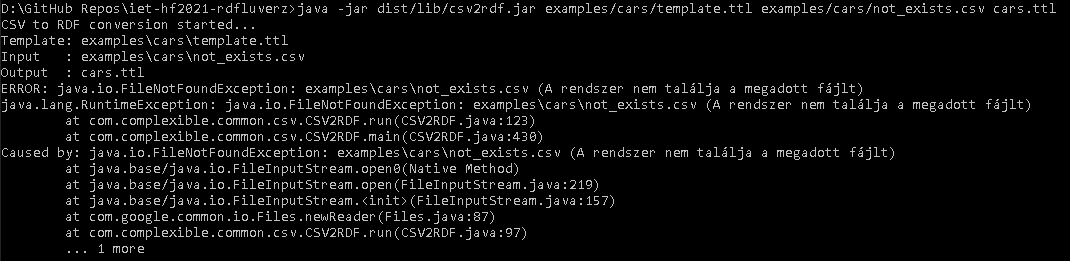 D:\GitHub Repos\iet-hf2021-rdfluverz>java -jar dist/lib/csv2rdf.jar examples/cars/template.ttl examples/cars/not_exists.csv cars.ttl
CSV to RDF conversion started...
Template: examples\cars\template.ttl
Input   : examples\cars\not_exists.csv
Output  : cars.ttl
ERROR: java.io.FileNotFoundException: examples\cars\not_exists.csv (A rendszer nem találja a megadott fájlt)
java.lang.RuntimeException: java.io.FileNotFoundException: examples\cars\not_exists.csv (A rendszer nem találja a megadott fájlt)
        at com.complexible.common.csv.CSV2RDF.run(CSV2RDF.java:123)
        at com.complexible.common.csv.CSV2RDF.main(CSV2RDF.java:430)
Caused by: java.io.FileNotFoundException: examples\cars\not_exists.csv (A rendszer nem találja a megadott fájlt)
        at java.base/java.io.FileInputStream.open0(Native Method)
        at java.base/java.io.FileInputStream.open(FileInputStream.java:219)
        at java.base/java.io.FileInputStream.<init>(FileInputStream.java:157)
        at com.google.common.io.Files.newReader(Files.java:87)
        at com.complexible.common.csv.CSV2RDF.run(CSV2RDF.java:97)
        ... 1 more